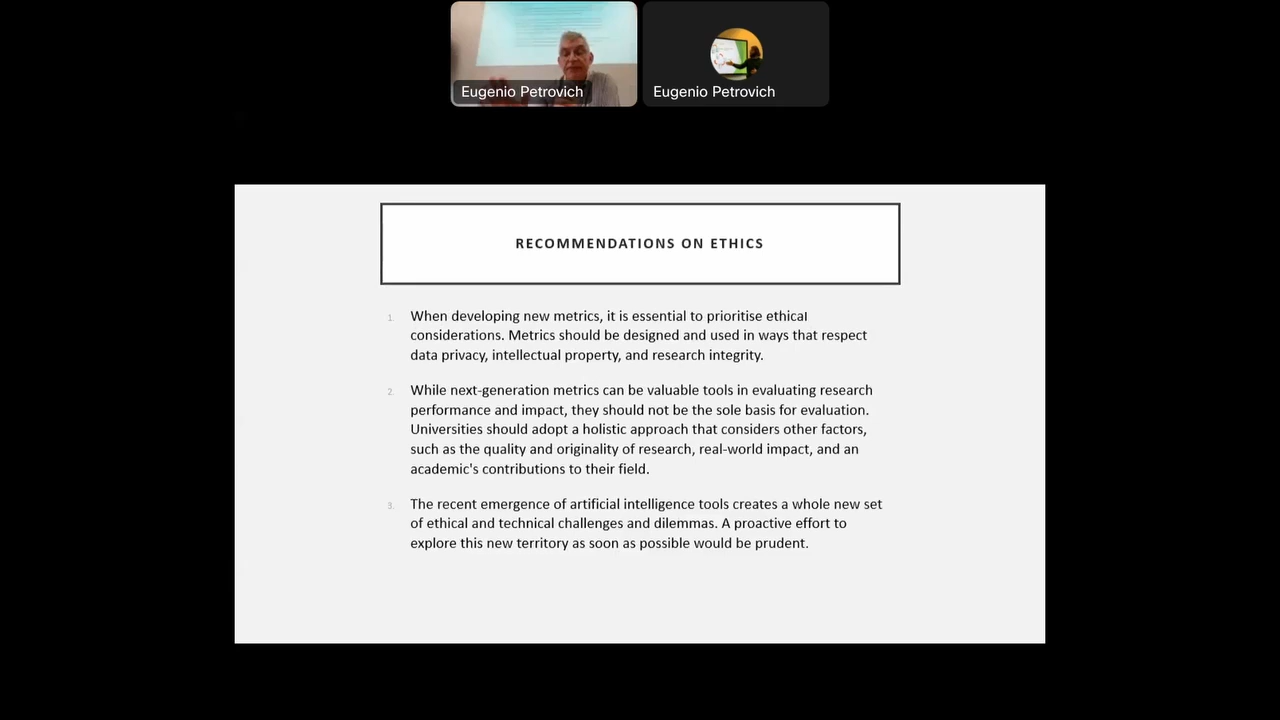 Eugenio Petrovich
Eugenio Petrovich
RECOMMENDATIONS ON ETHICS
1. When developing new metrics, it is essential to prioritise ethical
considerations. Metrics should be designed and used in ways that respect
data privacy, intellectual property, and research integrity.
2. While next-generation metrics can be valuable tools in evaluating research
performance and impact, they should not be the sole basis for evaluation.
Universities should adopt a holistic approach that considers other factors,
such as the quality and originality of research, real-world impact, and an
academic's contributions to their field.
3. The recent emergence of artificial intelligence tools creates a whole new set
of ethical and technical challenges and dilemmas. A proactive effort to
explore this new territory as soon as possible would be prudent.